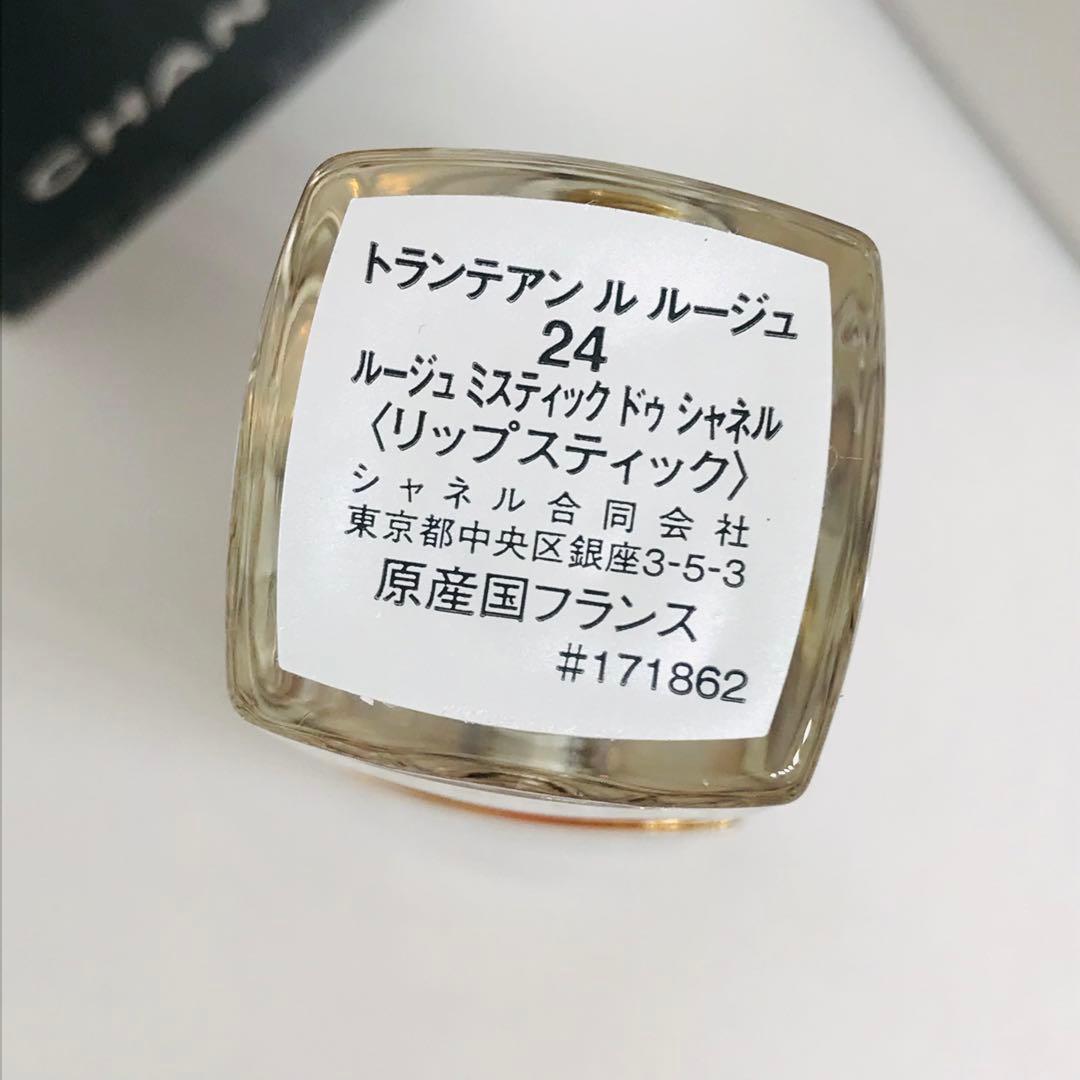 CHAN
トランテアン ル ルージュ
24
ルージュ ミスティック ドゥ シャネル
〈リップスティック〉
シャネル合同会社
東京都中央区銀座3-5-3
原産国フランス
#171862